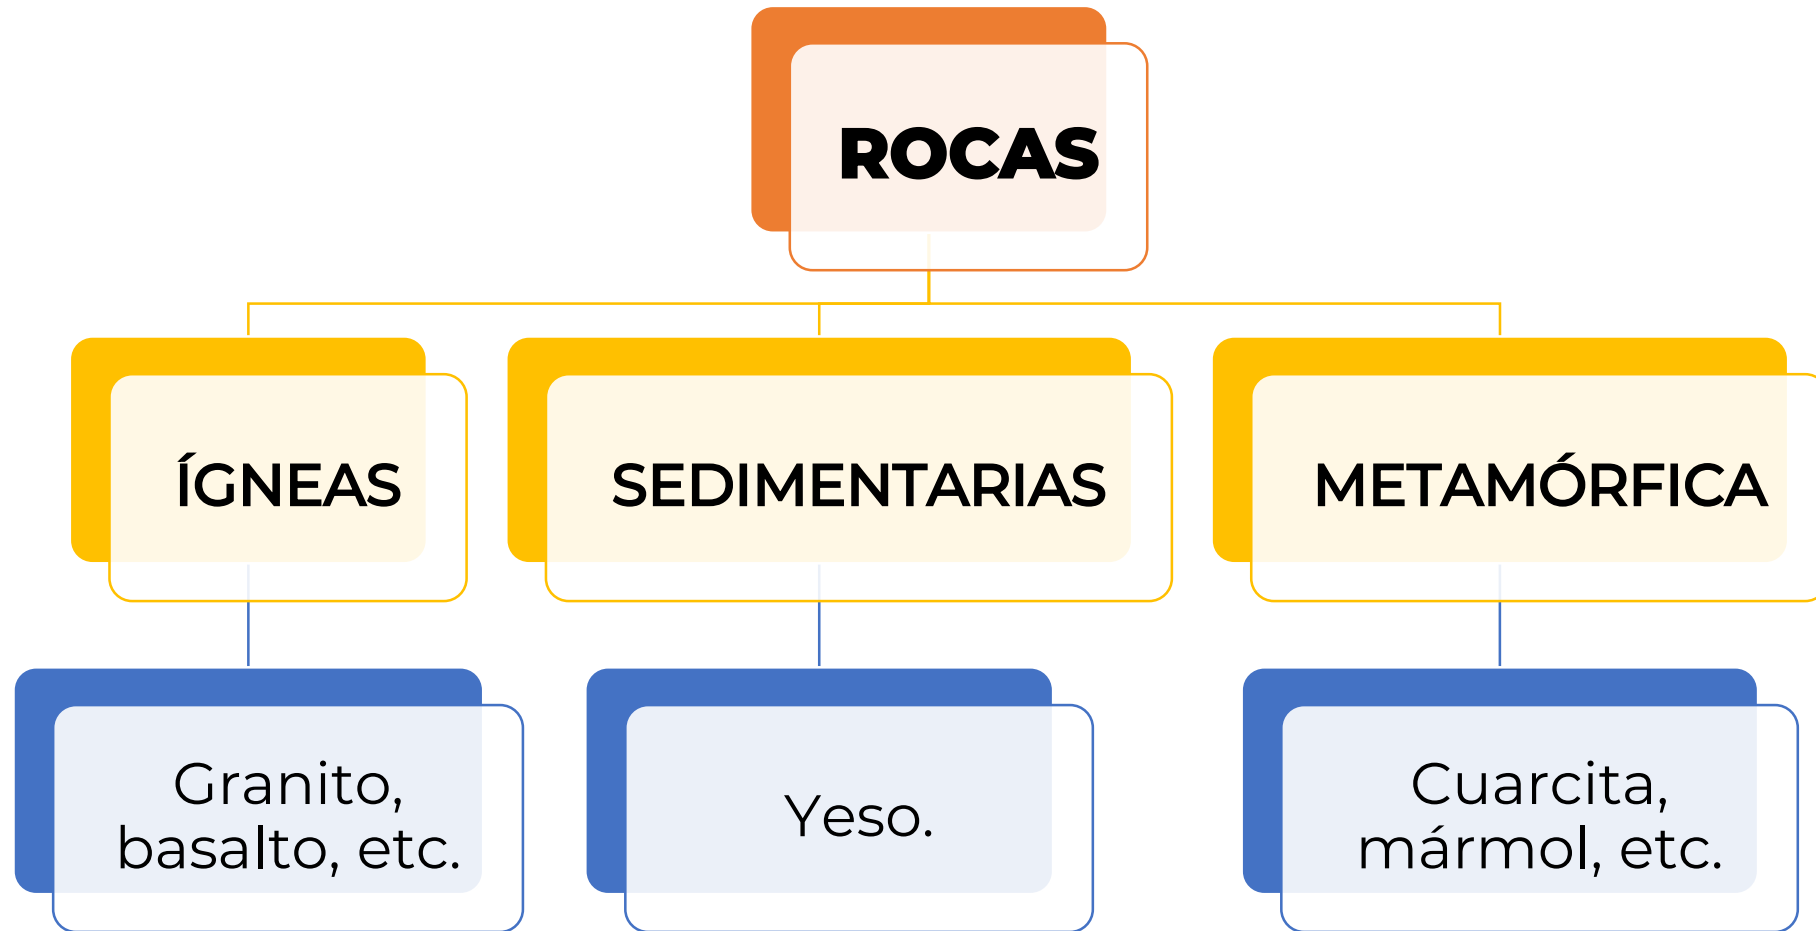 ROCAS
ÍGNEAS
SEDIMENTARIAS
METAMÓRFICA
Granito,
basalto, etc.
Yeso.
Cuarcita,
mármol, etc.